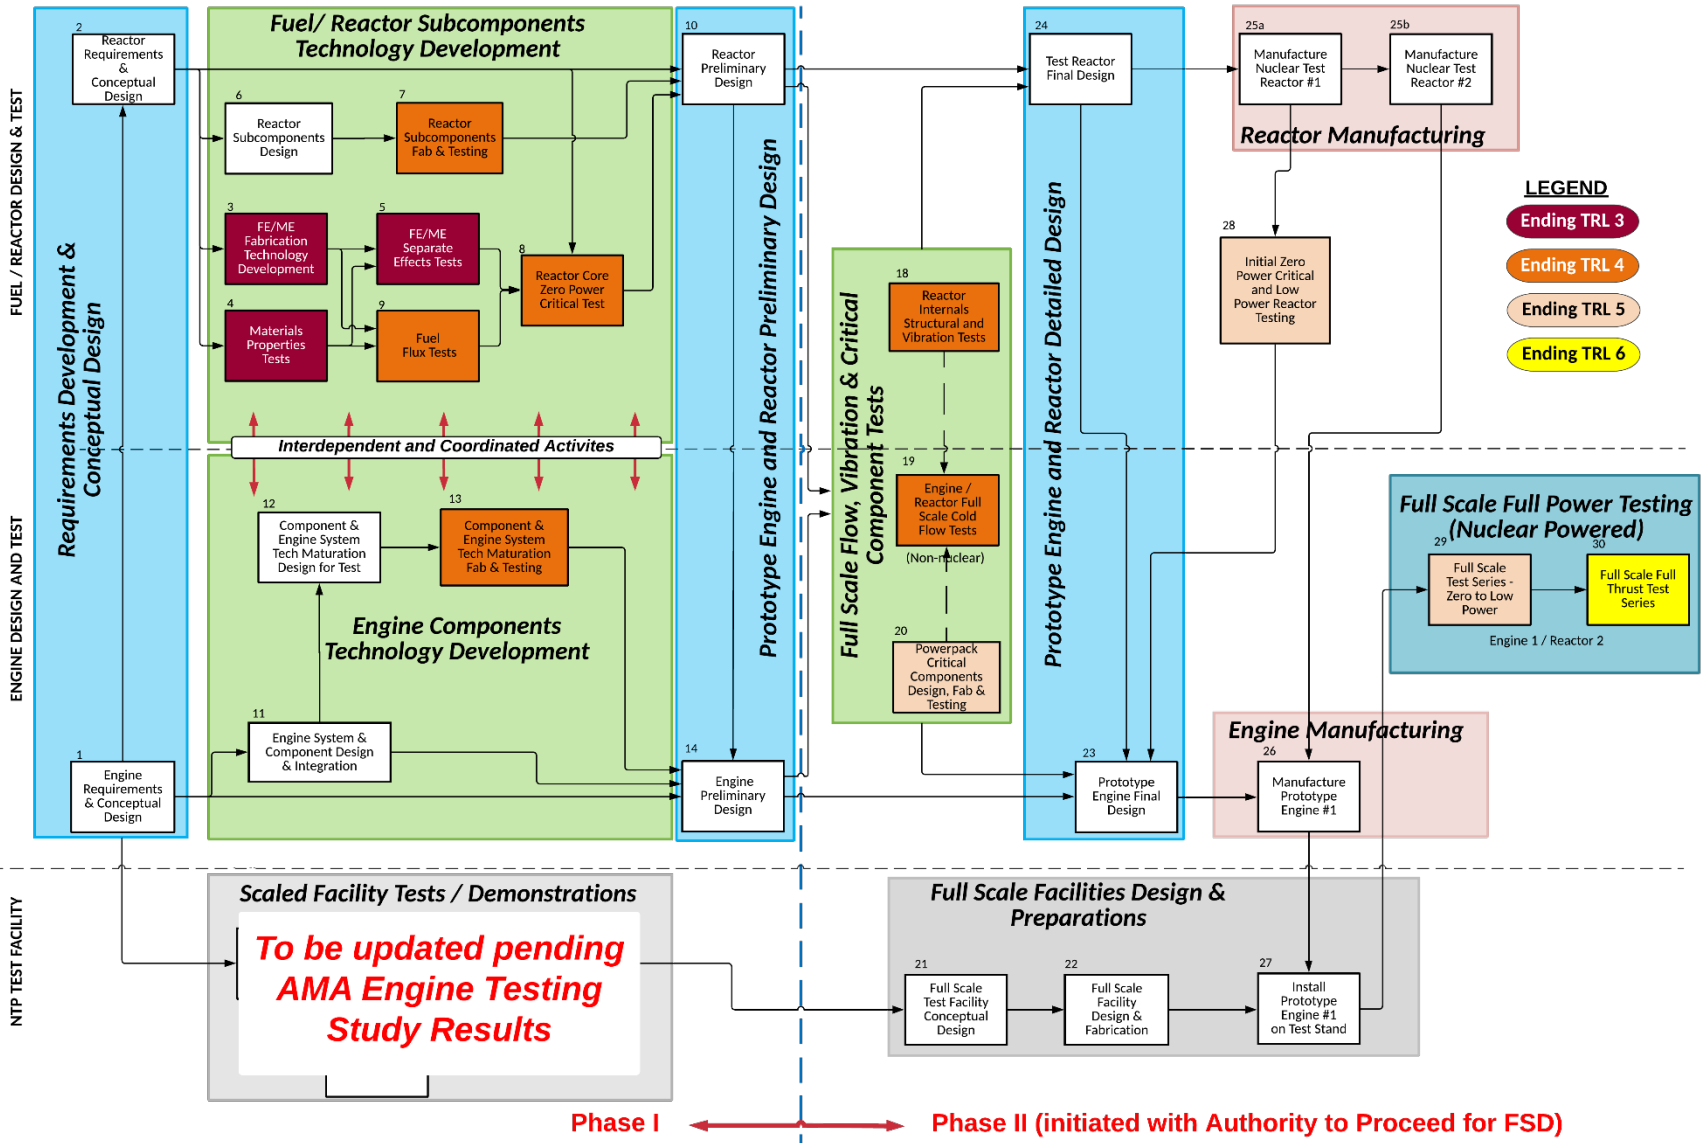 FUEL / REACTOR DESIGN & TEST
ENGINE DESIGN AND TEST
NTP TEST FACILITY
Requirements Development &
Conceptual Design
2
Reactor
Requirements
&
Conceptual
Design
1
Engine
Requirements
& Conceptual
Design
Fuel/ Reactor Subcomponents
Technology Development
6
Reactor
Subcomponents
Design
7
Reactor
Subcomponents
Fab & Testing
3
FE/ME
Fabrication
Technology
Development
5
FE/ME
Separate
Effects Tests
8
Reactor Core
Zero Power
Critical Test
4
Materials
Properties
Tests
9
Fuel
Flux Tests
Interdependent and Coordinated Activites
12
Component &
Engine System
Tech Maturation
Design for Test
13
Component &
Engine System
Tech Maturation
Fab & Testing
Engine Components
Technology Development
11
Engine System &
Component Design
& Integration
10
Reactor
Preliminary
Design
Prototype Engine and Reactor Preliminary Design
14
Engine
Preliminary
Design
Full Scale Flow, Vibration & Critical
Component Tests
18
Reactor
Internals
Structural and
Vibration Tests
19
Engine /
Reactor Full
Scale Cold
Flow Tests
(Non-nuclear)
20
Powerpack
Critical
Components
Design, Fab &
Testing
24
Test Reactor
Final Design
Prototype Engine and Reactor Detailed Design
23
Prototype
Engine Final
Design
25a
Manufacture
Nuclear Test
Reactor #1
25b
Manufacture
Nuclear Test
Reactor #2
Reactor Manufacturing
28
Initial Zero
Power Critical
and Low
Power Reactor
Testing
LEGEND
Ending TRL 3
Ending TRL 4
Ending TRL 5
Ending TRL 6
Full Scale Full Power Testing
(Nuclear Powered)
29
Full Scale
Test Series -
Zero to Low
Power
30
Full Scale Full
Thrust Test
Series
Engine 1 / Reactor 2
Engine Manufacturing
26
Manufacture
Prototype
Engine #1
Scaled Facility Tests / Demonstrations
To be updated pending
AMA Engine Testing
Study Results
Full Scale Facilities Design &
Preparations
21
Full Scale
Test Facility
Conceptual
Design
22
Full Scale
Facility
Design &
Fabrication
27
Install
Prototype
Engine #1
on Test Stand
Phase I
Phase II (initiated with Authority to Proceed for FSD)